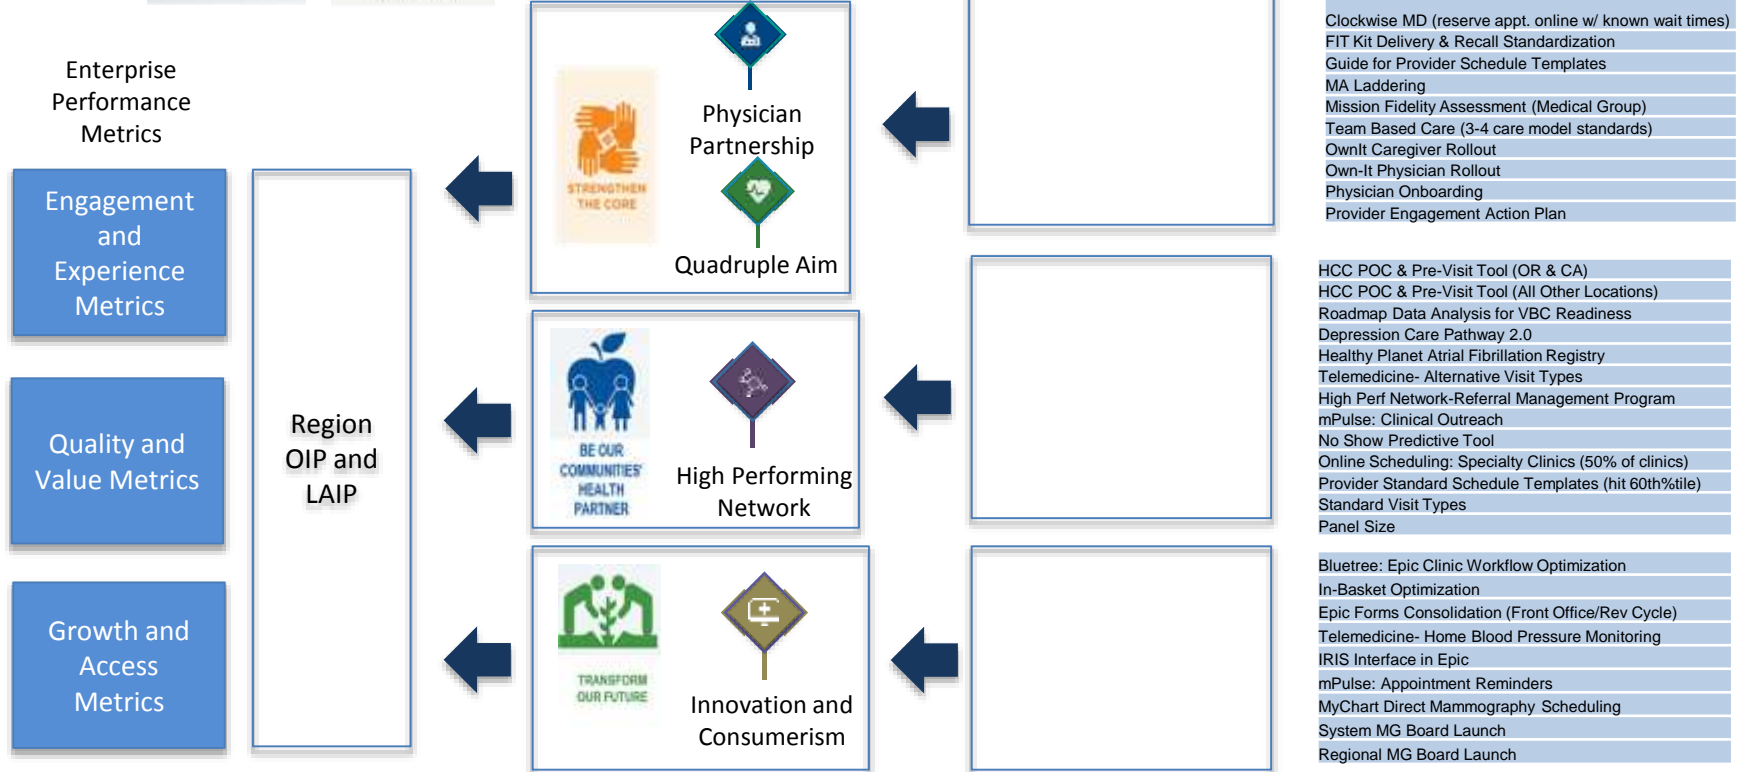 Enterprise
Performance
Metrics
Engagement
and
Experience
Metrics
Quality and
Value Metrics
Growth and
Access
Metrics
Region
OIP and
LAIP
STRENGTHEN
THE CORE
Physician
Partnership
Quadruple Aim
BE OUR
COMMUNITIES'
HEALTH
PARTNER
High Performing
Network
TRANSFORM
OUR FUTURE
Innovation and
Consumerism
Clockwise MD (reserve appt. online w/ known wait times)
FIT Kit Delivery & Recall Standardization
Guide for Provider Schedule Templates
MA Laddering
Mission Fidelity Assessment (Medical Group)
Team Based Care (3-4 care model standards)
OwnIt Caregiver Rollout
Own-It Physician Rollout
Physician Onboarding
Provider Engagement Action Plan
HCC POC & Pre-Visit Tool (OR & CA)
HCC POC & Pre-Visit Tool (All Other Locations)
Roadmap Data Analysis for VBC Readiness
Depression Care Pathway 2.0
Healthy Planet Atrial Fibrillation Registry
Telemedicine- Alternative Visit Types
High Perf Network-Referral Management Program
mPulse: Clinical Outreach
No Show Predictive Tool
Online Scheduling: Specialty Clinics (50% of clinics)
Provider Standard Schedule Templates (hit 60th%tile)
Standard Visit Types
Panel Size
Bluetree: Epic Clinic Workflow Optimization
In-Basket Optimization
Epic Forms Consolidation (Front Office/Rev Cycle)
Telemedicine- Home Blood Pressure Monitoring
IRIS Interface in Epic
mPulse: Appointment Reminders
MyChart Direct Mammography Scheduling
System MG Board Launch
Regional MG Board Launch